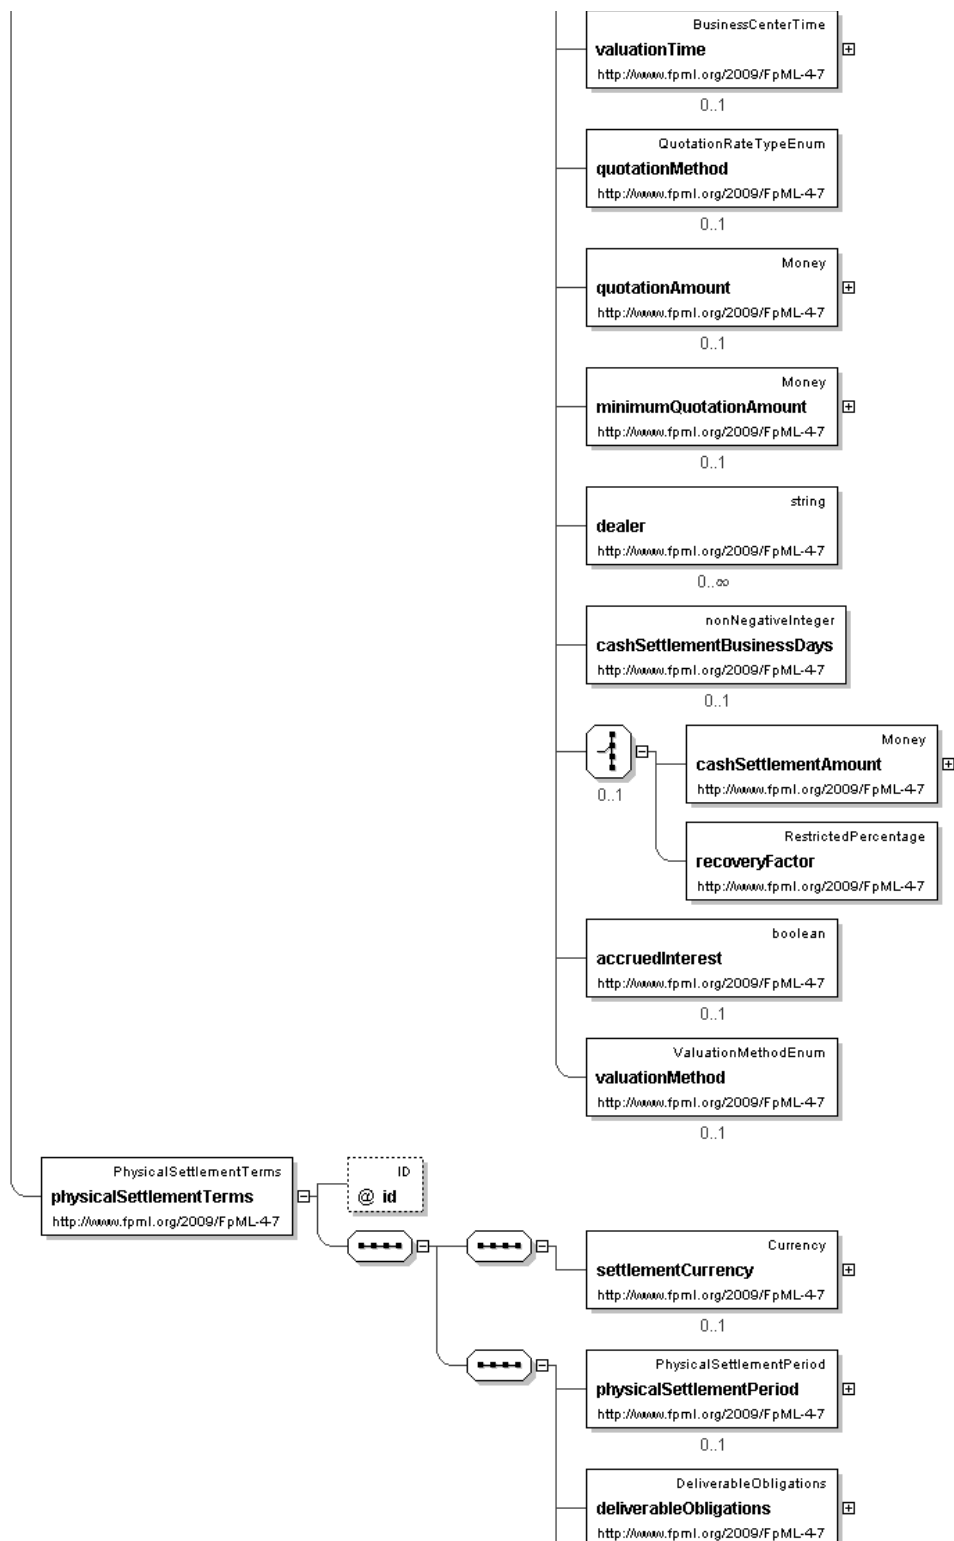 BusinessCenterTime
valuationTime
http://www.fpml.org/2009/FpML-4-7
0..1
QuotationRateTypeEnum
quotationMethod
http://www.fpml.org/2009/FpML-4-7
0..1
Money
quotationAmount
http://www.fpml.org/2009/FpML-4-7
0..1
Money
minimumQuotationAmount
http://www.fpml.org/2009/FpML-4-7
0..1
string
dealer
http://www.fpml.org/2009/FpML-4-7
0..∞
nonNegativeInteger
cashSettlementBusinessDays
http://www.fpml.org/2009/FpML-4-7
0..1
0..1
Money
cashSettlementAmount
http://www.fpml.org/2009/FpML-4-7
RestrictedPercentage
recoveryFactor
http://www.fpml.org/2009/FpML-4-7
boolean
accruedInterest
http://www.fpml.org/2009/FpML-4-7
0..1
ValuationMethodEnum
valuationMethod
http://www.fpml.org/2009/FpML-4-7
0..1
PhysicalSettlementTerms
physicalSettlementTerms
http://www.fpml.org/2009/FpML-4-7
ID
@ id
Currency
settlementCurrency
http://www.fpml.org/2009/FpML-4-7
0..1
PhysicalSettlementPeriod
physicalSettlementPeriod
http://www.fpml.org/2009/FpML-4-7
0..1
DeliverableObligations
deliverableObligations
http://www.fpml.org/2009/FpML-4-7